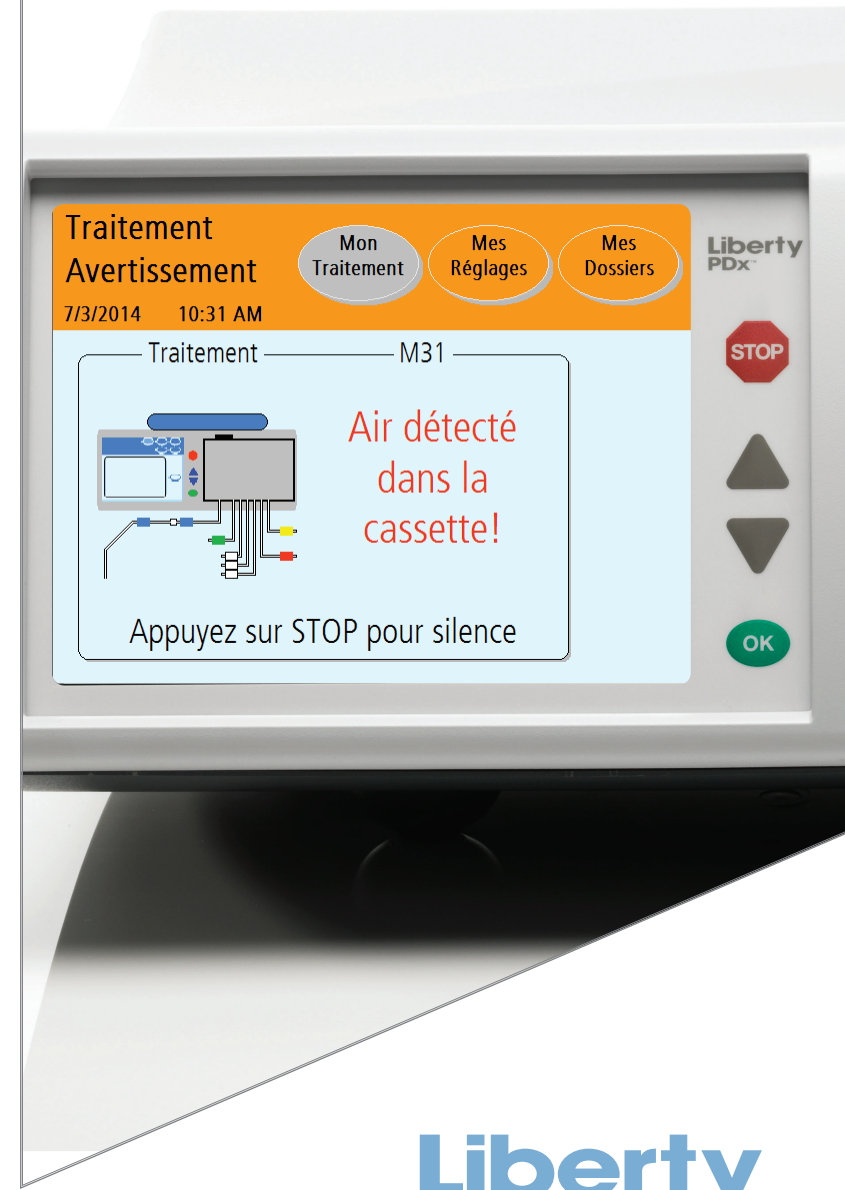 Traitement
Avertissement
7/3/2014 10:31 AM
Mon
Traitement
Mes
Réglages
Mes
Dossiers
Liberty
PDx™
STOP
Traitement M31
Air détecté
dans la
cassette!
Appuyez sur STOP pour silence
OK
Liberty